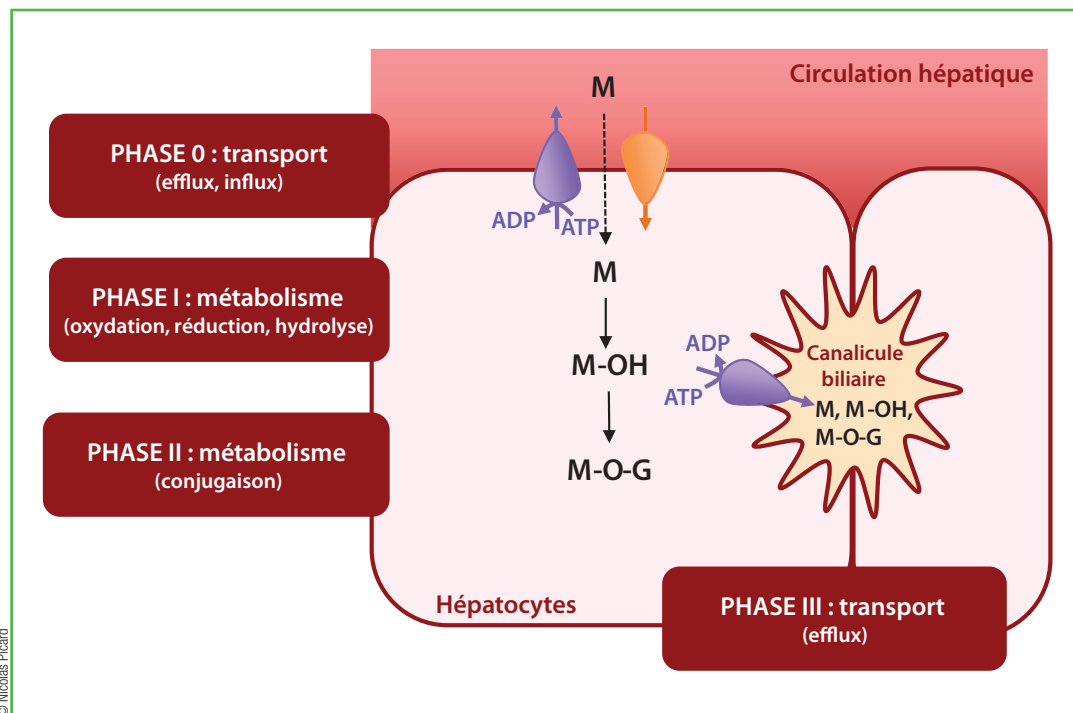 Circulation hépatique
M
PHASE 0 : transport
(efflux, influx)
ADP
ATP
M
PHASE I : métabolisme
(oxydation, réduction, hydrolyse)
M-OH
ADP
ATP
Canalicule
biliaire
M, M-OH,
M-O-G
PHASE II : métabolisme
(conjugaison)
M-O-G
Hépatocytes
PHASE III : transport
(efflux)
© Nicolas Picard